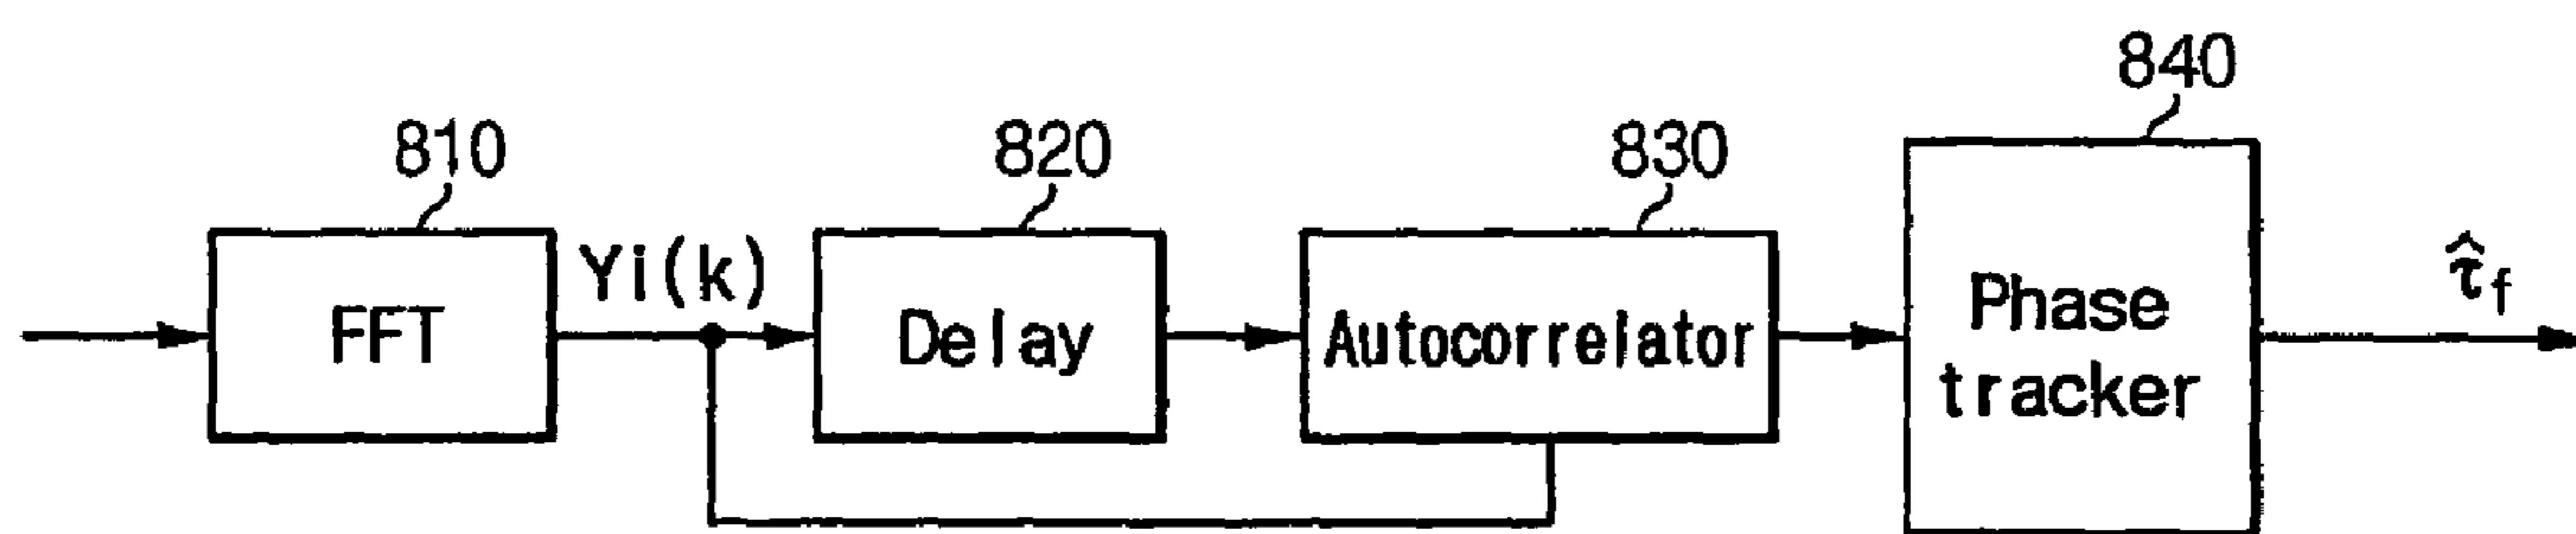 810
820
830
840
FFT
Yi(k)
Delay
Autocorrelator
Phase
tracker
τ̂f